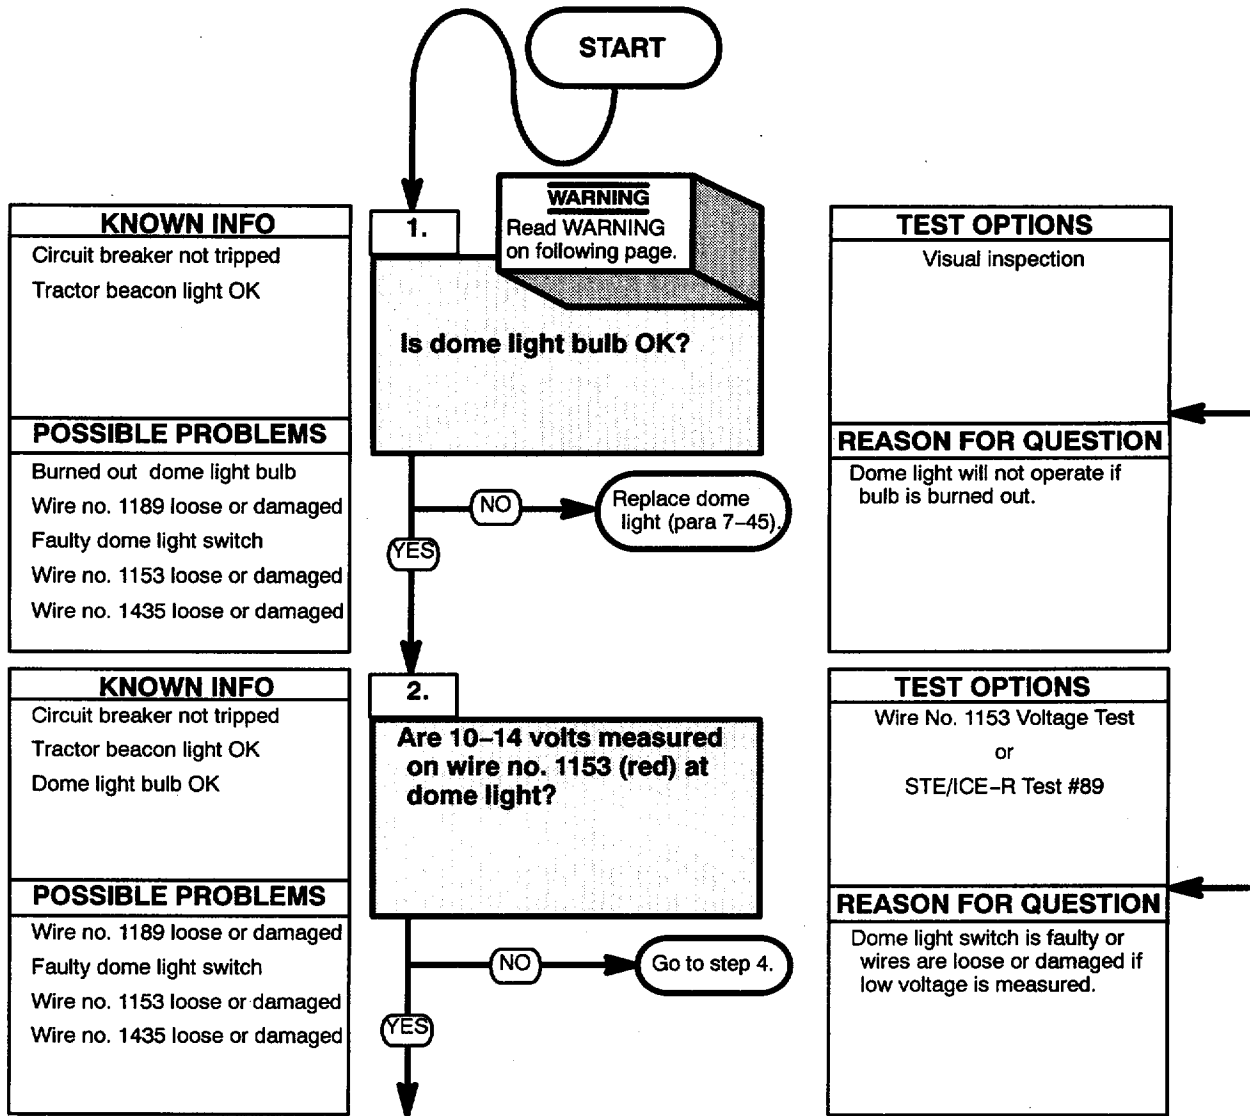 START
WARNING
Read WARNING
on following page.
KNOWN INFO
Circuit breaker not tripped
Tractor beacon light OK
POSSIBLE PROBLEMS
Burned out dome light bulb
Wire no. 1189 loose or damaged
Faulty dome light switch
Wire no. 1153 loose or damaged
Wire no. 1435 loose or damaged
1.
Is dome light bulb OK?
NO
Replace dome
light (para 7–45).
YES
TEST OPTIONS
Visual inspection
REASON FOR QUESTION
Dome light will not operate if
bulb is burned out.
KNOWN INFO
Circuit breaker not tripped
Tractor beacon light OK
Dome light bulb OK
POSSIBLE PROBLEMS
Wire no. 1189 loose or damaged
Faulty dome light switch
Wire no. 1153 loose or damaged
Wire no. 1435 loose or damaged
2.
Are 10–14 volts measured
on wire no. 1153 (red) at
dome light?
NO
Go to step 4.
YES
TEST OPTIONS
Wire No. 1153 Voltage Test
or
STE/ICE–R Test #89
REASON FOR QUESTION
Dome light switch is faulty or
wires are loose or damaged if
low voltage is measured.